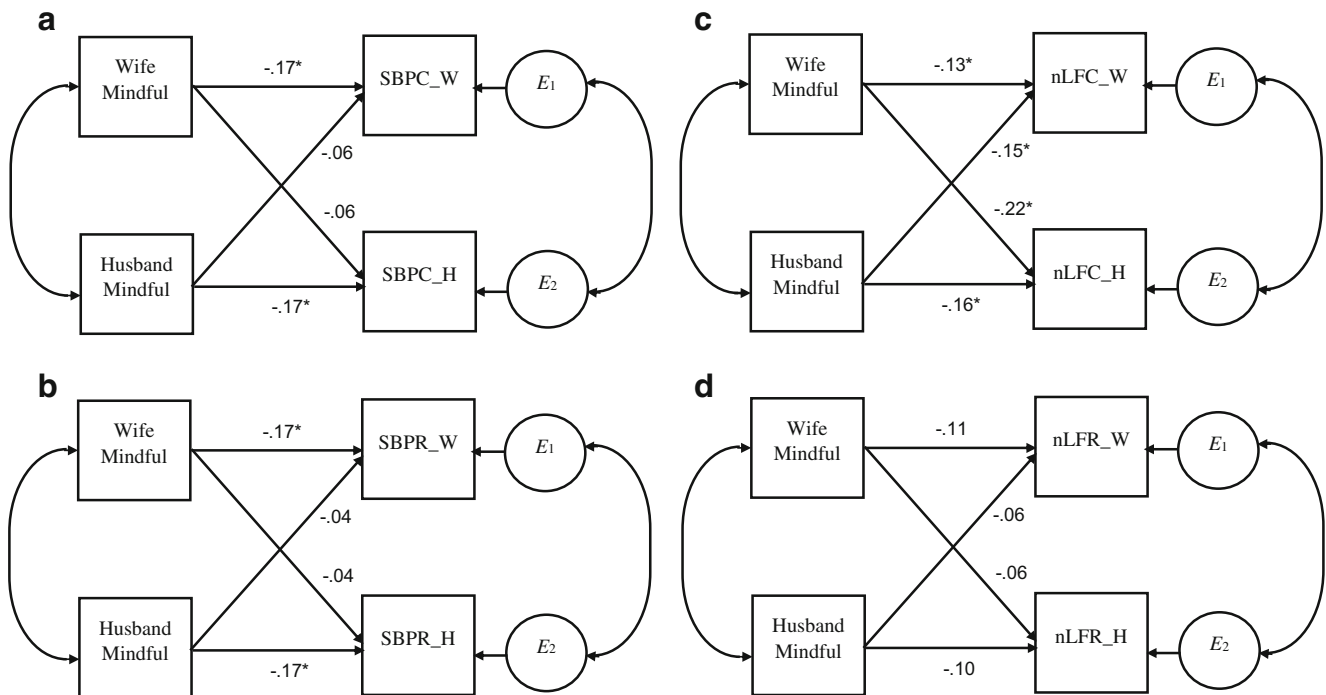 a
Wife
Mindful
-.17*
SBPC_W
E1
-.06
-.06
Husband
Mindful
-.17*
SBPC_H
E2
c
Wife
Mindful
-.13*
nLFC_W
E1
-.15*
-.22*
Husband
Mindful
-.16*
nLFC_H
E2
b
Wife
Mindful
-.17*
SBPR_W
E1
-.04
-.04
Husband
Mindful
-.17*
SBPR_H
E2
d
Wife
Mindful
-.11
nLFR_W
E1
-.06
-.06
Husband
Mindful
-.10
nLFR_H
E2